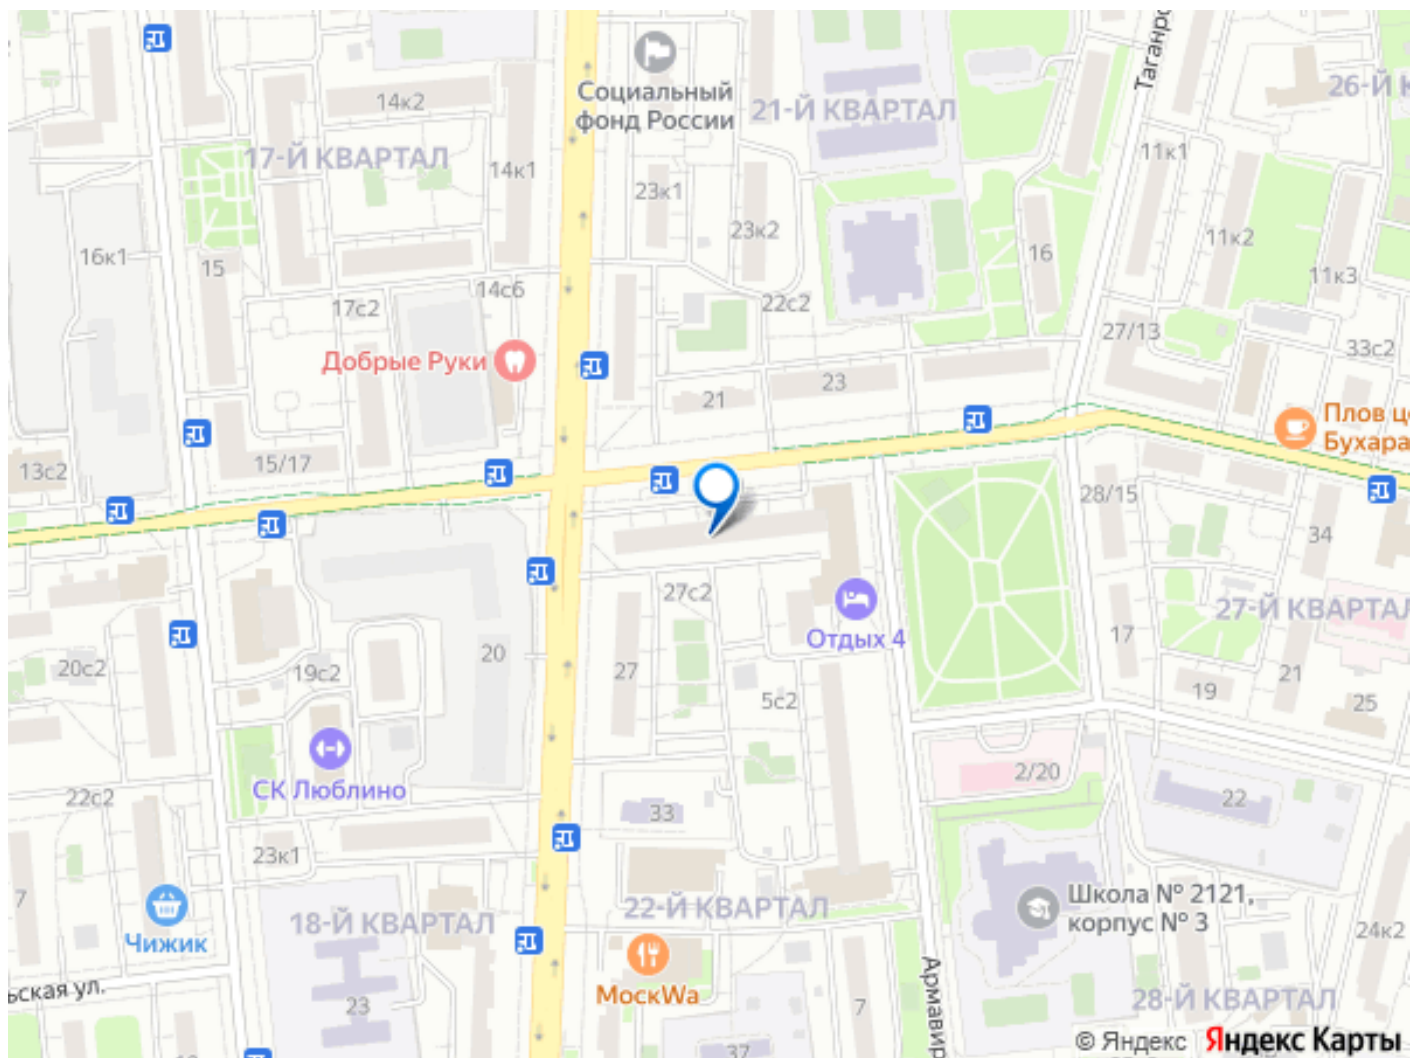 Социальный
фонд России
14к2
21-Й КВАРТАЛ
26-Й К
Таганро
17-Й КВАРТАЛ
14к1
11к1
23к1
23к2
16к1
15
16
11к2
11к3
14с6
17с2
22с2
27/13
33с2
Добрые Руки
23
21
Плов ц
Бухара
15/17
13с2
28/15
34
27с2
27-Й КВАРТАЛ
Отдых 4
17
20с2
19с2
20
27
5с2
19
21
25
СК Люблино
22с2
2/20
22
33
23к1
7
Чижик
18-Й КВАРТАЛ
22-Й КВАРТАЛ
Школа № 2121,
корпус № 3
24к2
МоскWа
ьская ул.
23
7
Армавир
28-Й КВАРТАЛ
37
© Яндекс Яндекс Карты